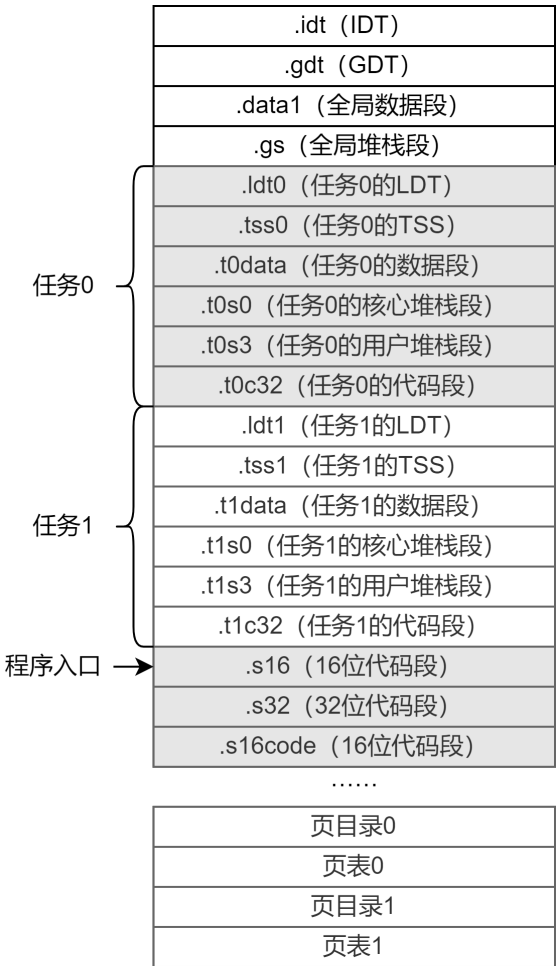 .idt（IDT）
.gdt（GDT）
.data1（全局数据段）
.gs（全局堆栈段）
.ldt0（任务0的LDT）
.tss0（任务0的TSS）
.t0data（任务0的数据段）
任务0
.t0s0（任务0的核心堆栈段）
.t0s3（任务0的用户堆栈段）
.t0c32（任务0的代码段）
.ldt1（任务1的LDT）
.tss1（任务1的TSS）
.t1data（任务1的数据段）
任务1
.t1s0（任务1的核心堆栈段）
.t1s3（任务1的用户堆栈段）
.t1c32（任务1的代码段）
程序入口
.s16（16位代码段）
.s32（32位代码段）
.s16code（16位代码段）
……
页目录0
页表0
页目录1
页表1